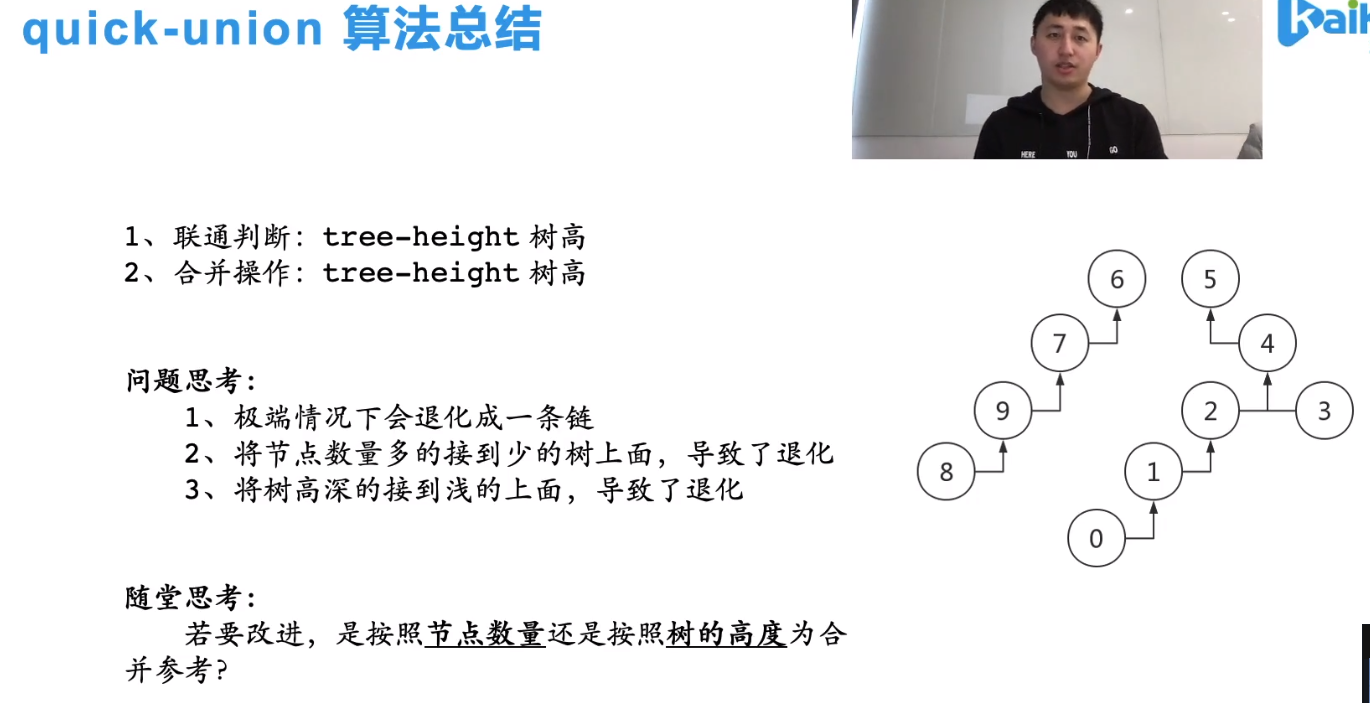 quick-union 算法总结
Kaik
HERE YOU GO
1、联通判断：tree-height 树高
2、合并操作：tree-height 树高
问题思考：
1、极端情况下会退化成一条链
2、将节点数量多的接到少的树上面，导致了退化
3、将树高深的接到浅的上面，导致了退化
随堂思考：
若要改进，是按照节点数量还是按照树的高度为合
并参考?
6 5
7 4
9 2 3
8 1
0